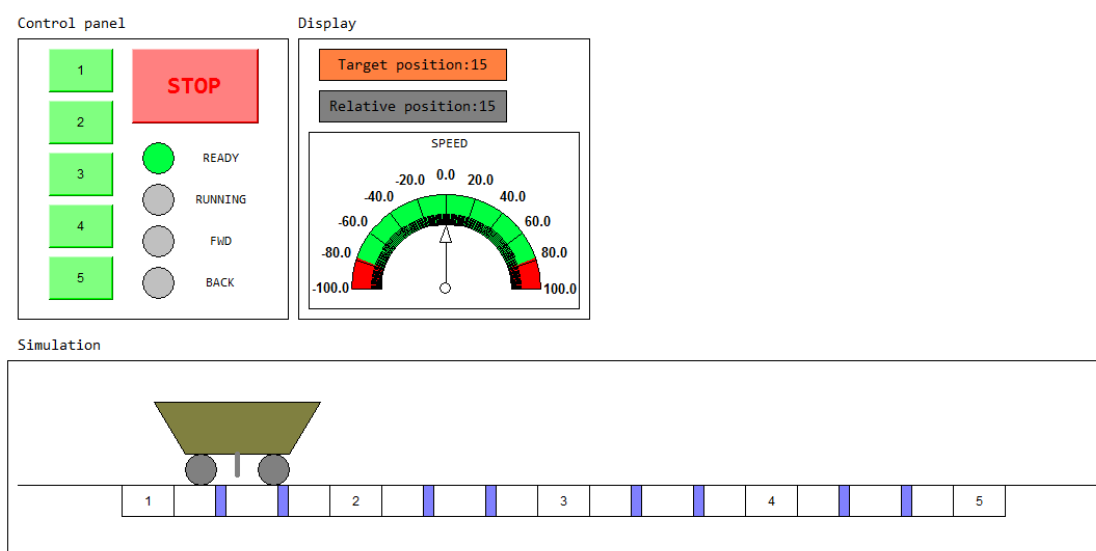 Control panel
Display
1
2
3
4
5
STOP
READY
RUNNING
FWD
BACK
Target position:15
Relative position:15
SPEED
-100.0
-80.0
-60.0
-40.0
-20.0
0.0
20.0
40.0
60.0
80.0
100.0
Simulation
1 2 3 4 5